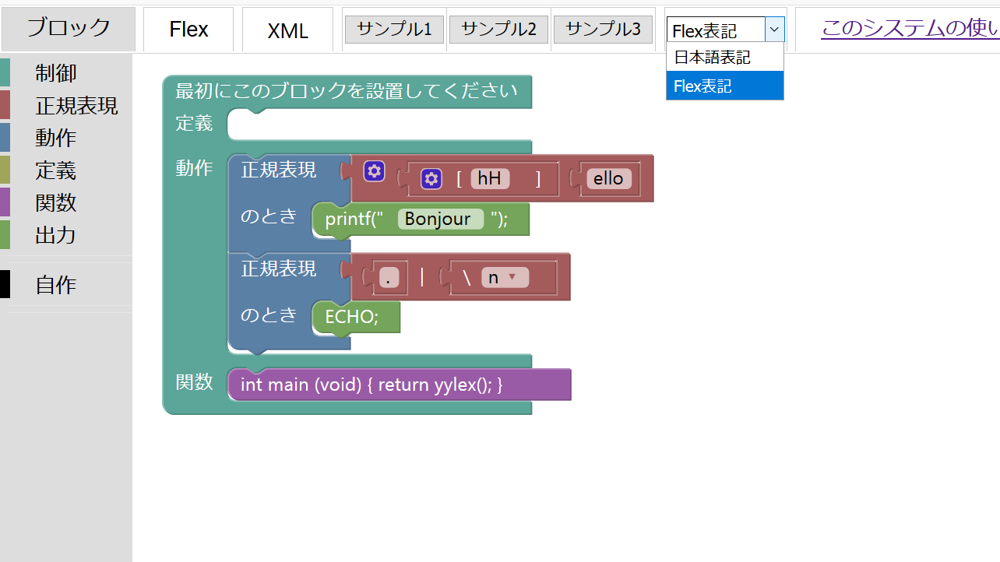 ブロック Flex XML サンプル1 サンプル2 サンプル3 Flex表記 このシステムの使い
日本語表記
Flex表記
制御
正規表現
動作
定義
関数
出力
自作
最初にこのブロックを設置してください
定義
動作 正規表現 [ hH ] ello
のとき printf(" Bonjour ");
正規表現 . | \ n ▼
のとき ECHO;
関数 int main (void) { return yylex(); }